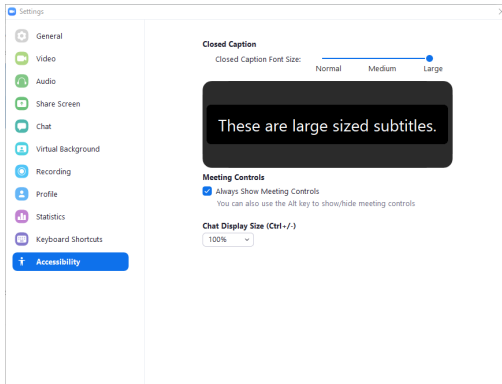 Settings
General
Video
Audio
Share Screen
Chat
Virtual Background
Recording
Profile
Statistics
Keyboard Shortcuts
Accessibility
Closed Caption
Closed Caption Font Size:
Normal Medium Large
These are large sized subtitles.
Meeting Controls
Always Show Meeting Controls
You can also use the Alt key to show/hide meeting controls
Chat Display Size (Ctrl+/-)
100%